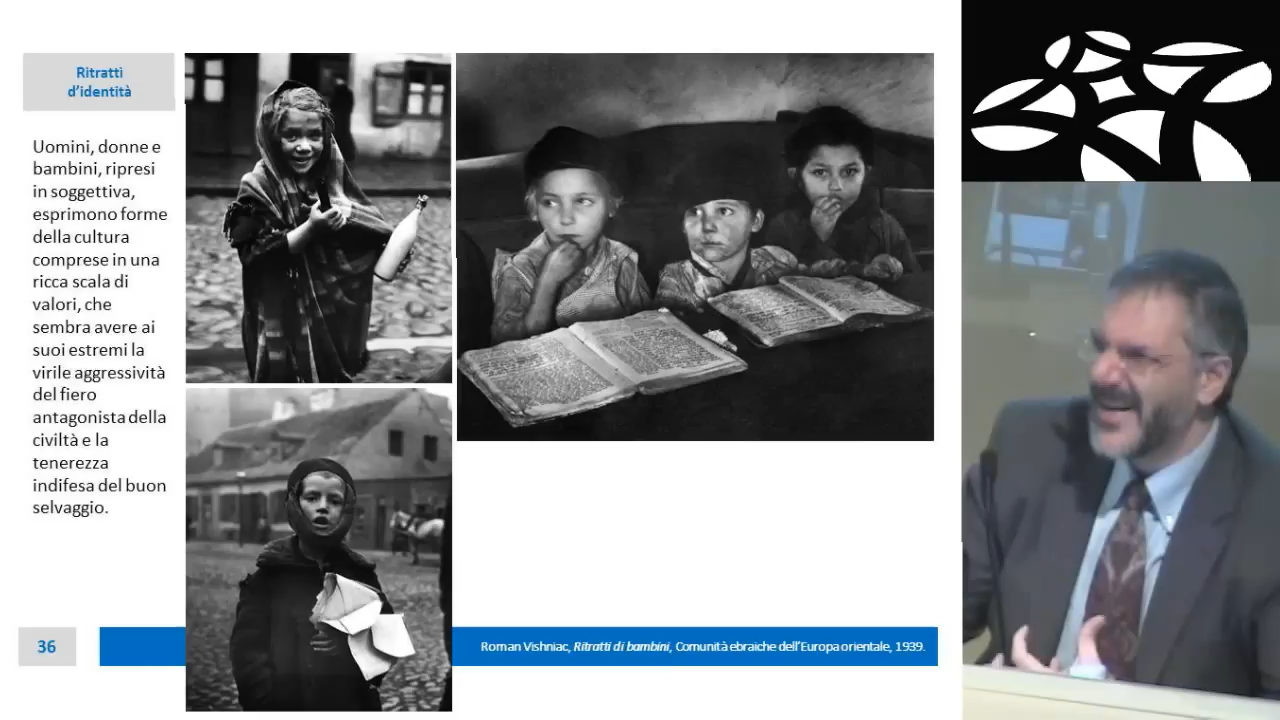 Ritratti
d'identità
Uomini, donne e
bambini, ripresi
in soggettiva,
esprimono forme
della cultura
comprese in una
ricca scala di
valori, che
sembra avere ai
suoi estremi la
virile aggressività
del fiero
antagonista della
civiltà e la
tenerezza
indifesa del buon
selvaggio.
36
Roman Vishniac, Ritratti di bambini, Comunità ebraiche dell'Europa orientale, 1939.